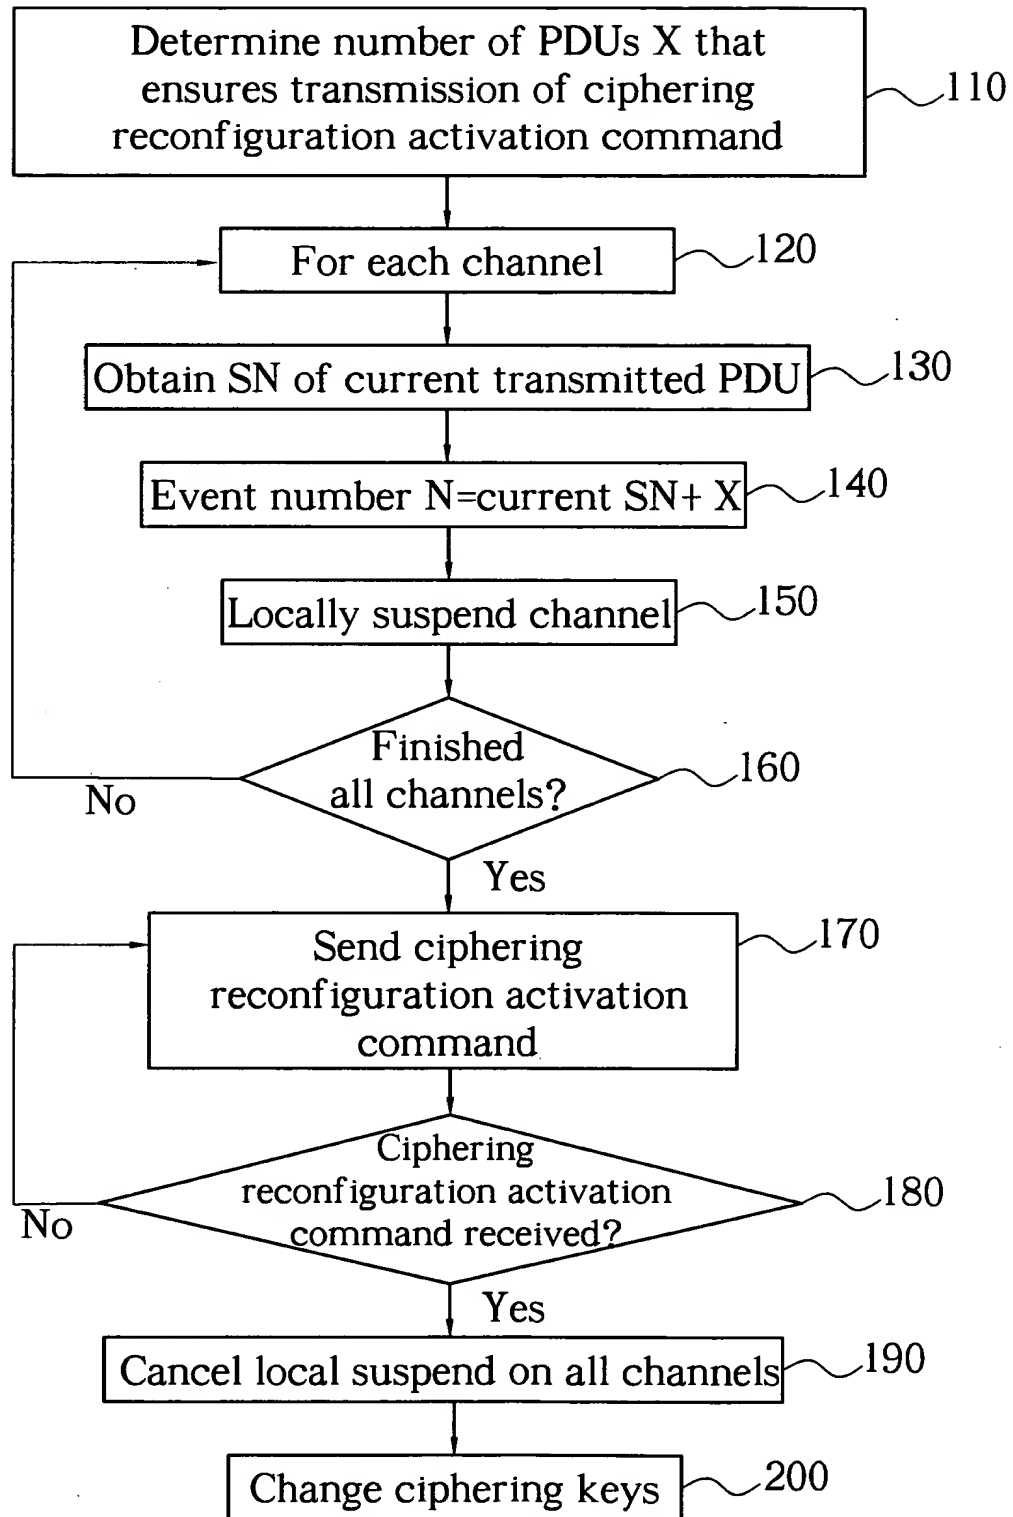 Determine number of PDUs X that
ensures transmission of ciphering
reconfiguration activation command
110
For each channel
120
Obtain SN of current transmitted PDU
130
Event number N=current SN+ X
140
Locally suspend channel
150
Finished
all channels?
160
No
Yes
Send ciphering
reconfiguration activation
command
170
Ciphering
reconfiguration activation
command received?
180
No
Yes
Cancel local suspend on all channels
190
Change ciphering keys
200